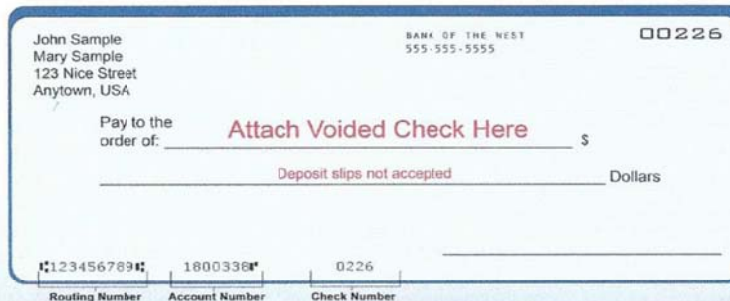 John Sample
Mary Sample
123 Nice Street
Anytown, USA
BANK OF THE WEST
555-555-5555
00226
Pay to the
order of: Attach Voided Check Here $
Deposit slips not accepted Dollars
⑆123456789⑆ 1800338⑈ 0226
Routing Number Account Number Check Number